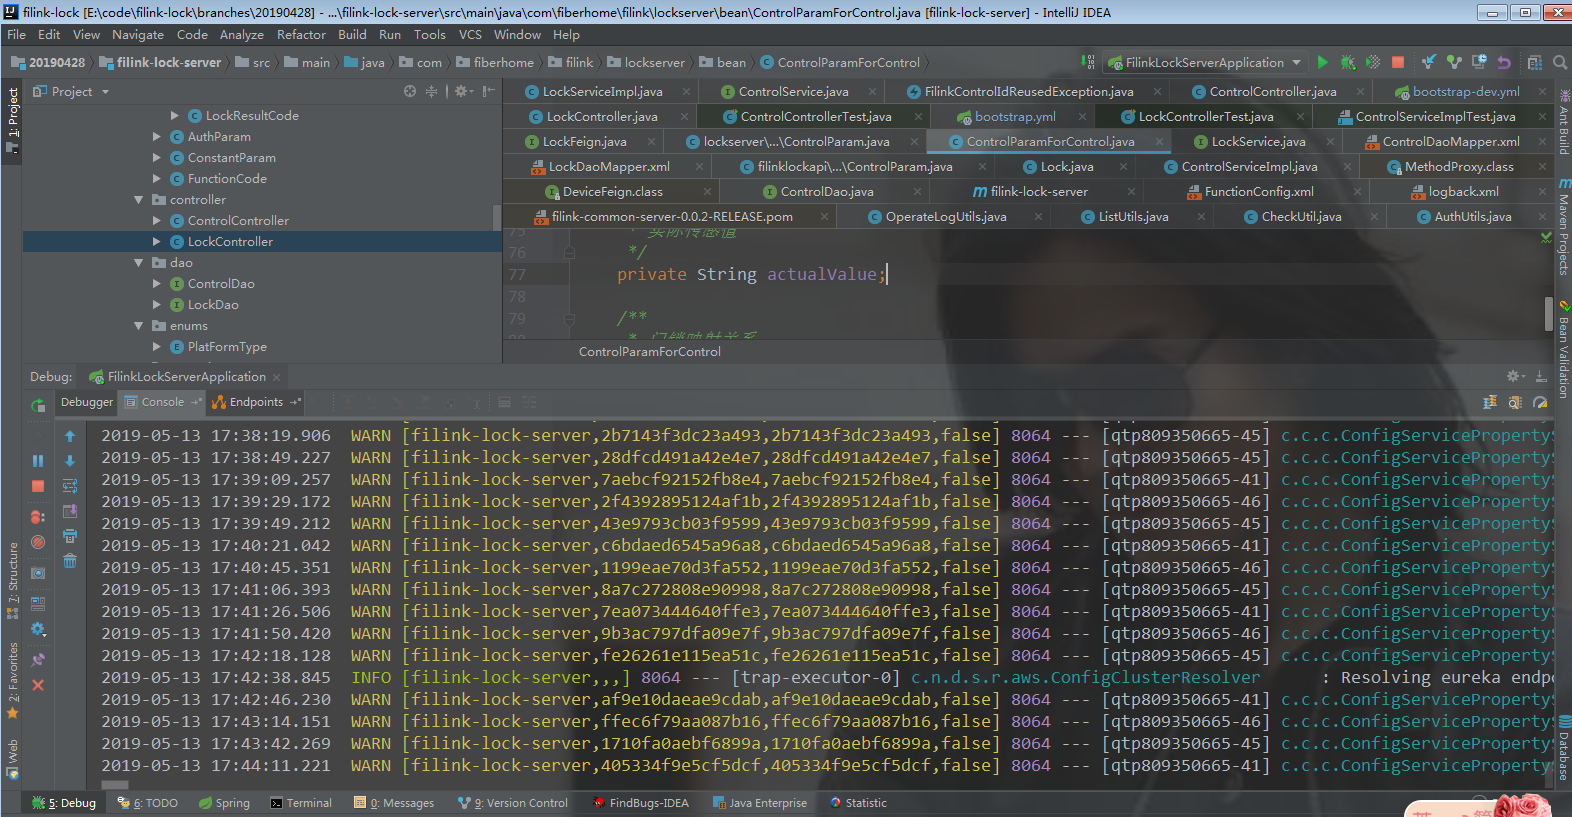 filink-lock [E:\code\filink-lock\branches\20190428] - ...\filink-lock-server\src\main\java\com\fiberhome\filink\lockserver\bean\ControlParamForControl.java [filink-lock-server] - IntelliJ IDEA
File Edit View Navigate Code Analyze Refactor Build Run Tools VCS Window Help
20190428 filink-lock-server src main java com fiberhome filink lockserver bean ControlParamForControl FilinkLockServerApplication
Project
LockServiceImpl.java ControlService.java FilinkControlIdReusedException.java ControlController.java bootstrap-dev.yml
LockController.java ControlControllerTest.java bootstrap.yml LockControllerTest.java ControlServiceImplTest.java
LockFeign.java lockserver\...\ControlParam.java ControlParamForControl.java LockService.java ControlDaoMapper.xml
LockDaoMapper.xml filinklockapi\...\ControlParam.java Lock.java ControlServiceImpl.java MethodProxy.class
DeviceFeign.class ControlDao.java filink-lock-server FunctionConfig.xml logback.xml
filink-common-server-0.0.2-RELEASE.pom OperateLogUtils.java ListUtils.java CheckUtil.java AuthUtils.java
LockResultCode
AuthParam
ConstantParam
FunctionCode
controller
ControlController
LockController
dao
ControlDao
LockDao
enums
PlatFormType
75 * 实际传感值
76 */
77 private String actualValue;
78
79 /**
80 * 门锁映射关系
ControlParamForControl
1: Project
7: Structure
2: Favorites
Web
Ant Build
Maven Projects
Bean Validation
Database
Debug: FilinkLockServerApplication
Debugger Console Endpoints
2019-05-13 17:38:19.906 WARN [filink-lock-server,2b7143f3dc23a493,2b7143f3dc23a493,false] 8064 --- [qtp809350665-45] c.c.c.ConfigServicePropertyS
2019-05-13 17:38:49.227 WARN [filink-lock-server,28dfcd491a42e4e7,28dfcd491a42e4e7,false] 8064 --- [qtp809350665-45] c.c.c.ConfigServicePropertyS
2019-05-13 17:39:09.257 WARN [filink-lock-server,7aebcf92152fb8e4,7aebcf92152fb8e4,false] 8064 --- [qtp809350665-41] c.c.c.ConfigServicePropertyS
2019-05-13 17:39:29.172 WARN [filink-lock-server,2f4392895124af1b,2f4392895124af1b,false] 8064 --- [qtp809350665-46] c.c.c.ConfigServicePropertyS
2019-05-13 17:39:49.212 WARN [filink-lock-server,43e9793cb03f9599,43e9793cb03f9599,false] 8064 --- [qtp809350665-45] c.c.c.ConfigServicePropertyS
2019-05-13 17:40:21.042 WARN [filink-lock-server,c6bdaed6545a96a8,c6bdaed6545a96a8,false] 8064 --- [qtp809350665-41] c.c.c.ConfigServicePropertyS
2019-05-13 17:40:45.351 WARN [filink-lock-server,1199eae70d3fa552,1199eae70d3fa552,false] 8064 --- [qtp809350665-46] c.c.c.ConfigServicePropertyS
2019-05-13 17:41:06.393 WARN [filink-lock-server,8a7c272808e90998,8a7c272808e90998,false] 8064 --- [qtp809350665-45] c.c.c.ConfigServicePropertyS
2019-05-13 17:41:26.506 WARN [filink-lock-server,7ea073444640ffe3,7ea073444640ffe3,false] 8064 --- [qtp809350665-41] c.c.c.ConfigServicePropertyS
2019-05-13 17:41:50.420 WARN [filink-lock-server,9b3ac797dfa09e7f,9b3ac797dfa09e7f,false] 8064 --- [qtp809350665-46] c.c.c.ConfigServicePropertyS
2019-05-13 17:42:18.128 WARN [filink-lock-server,fe26261e115ea51c,fe26261e115ea51c,false] 8064 --- [qtp809350665-45] c.c.c.ConfigServicePropertyS
2019-05-13 17:42:38.845 INFO [filink-lock-server,,,] 8064 --- [trap-executor-0] c.n.d.s.r.aws.ConfigClusterResolver : Resolving eureka endpo
2019-05-13 17:42:46.230 WARN [filink-lock-server,af9e10daeae9cdab,af9e10daeae9cdab,false] 8064 --- [qtp809350665-41] c.c.c.ConfigServicePropertyS
2019-05-13 17:43:14.151 WARN [filink-lock-server,ffec6f79aa087b16,ffec6f79aa087b16,false] 8064 --- [qtp809350665-46] c.c.c.ConfigServicePropertyS
2019-05-13 17:43:42.269 WARN [filink-lock-server,1710fa0aebf6899a,1710fa0aebf6899a,false] 8064 --- [qtp809350665-45] c.c.c.ConfigServicePropertyS
2019-05-13 17:44:11.221 WARN [filink-lock-server,405334f9e5cf5dcf,405334f9e5cf5dcf,false] 8064 --- [qtp809350665-41] c.c.c.ConfigServicePropertyS
5: Debug 6: TODO Spring Terminal 0: Messages 9: Version Control FindBugs-IDEA Java Enterprise Statistic